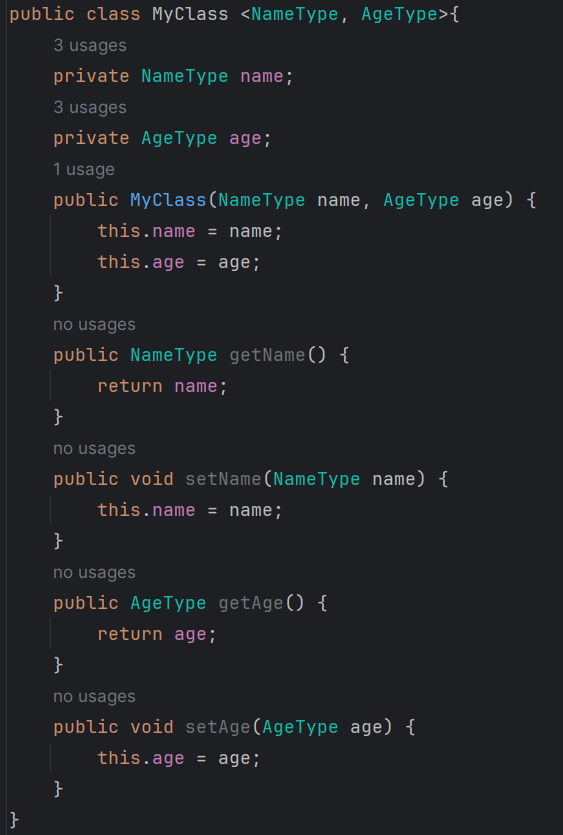 public class MyClass <NameType, AgeType>{
3 usages
private NameType name;
3 usages
private AgeType age;
1 usage
public MyClass(NameType name, AgeType age) {
this.name = name;
this.age = age;
}
no usages
public NameType getName() {
return name;
}
no usages
public void setName(NameType name) {
this.name = name;
}
no usages
public AgeType getAge() {
return age;
}
no usages
public void setAge(AgeType age) {
this.age = age;
}
}